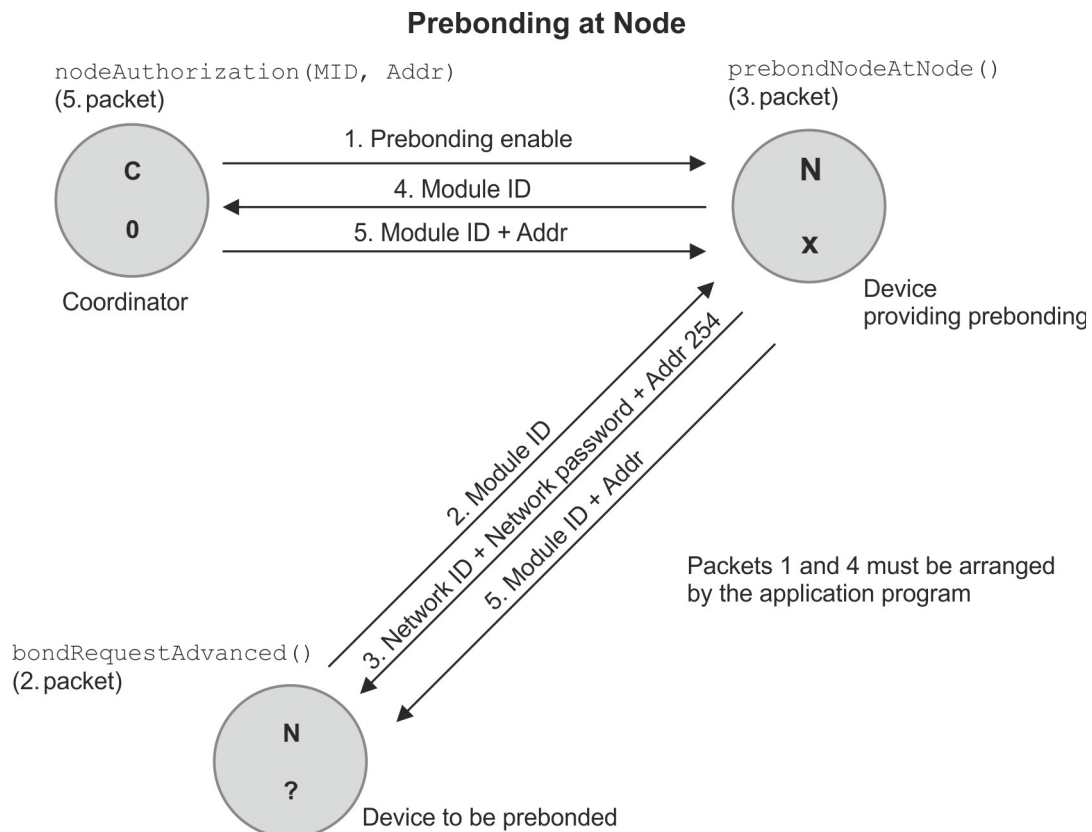 Prebonding at Node
nodeAuthorization(MID, Addr)
(5. packet)
prebondNodeAtNode()
(3. packet)
C
0
Coordinator
1. Prebonding enable
4. Module ID
5. Module ID + Addr
N
x
Device
providing prebonding
2. Module ID
3. Network ID + Network password + Addr 254
5. Module ID + Addr
Packets 1 and 4 must be arranged
by the application program
bondRequestAdvanced()
(2. packet)
N
?
Device to be prebonded